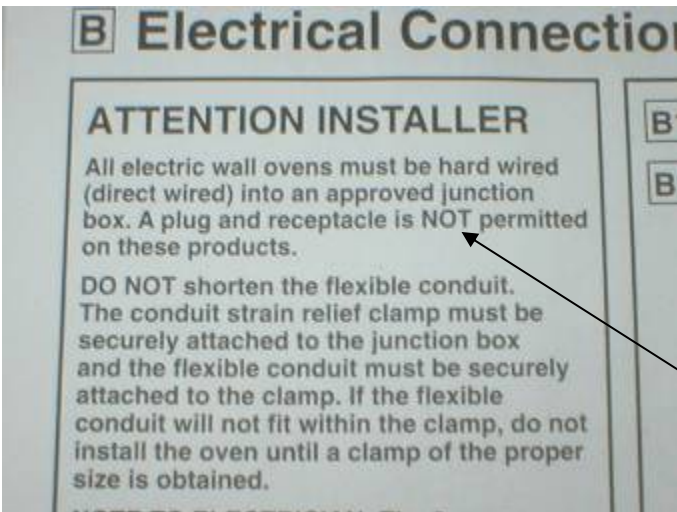 B Electrical Connectio
ATTENTION INSTALLER
All electric wall ovens must be hard wired
(direct wired) into an approved junction
box. A plug and receptacle is NOT permitted
on these products.
DO NOT shorten the flexible conduit.
The conduit strain relief clamp must be
securely attached to the junction box
and the flexible conduit must be securely
attached to the clamp. If the flexible
conduit will not fit within the clamp, do not
install the oven until a clamp of the proper
size is obtained.
B
B